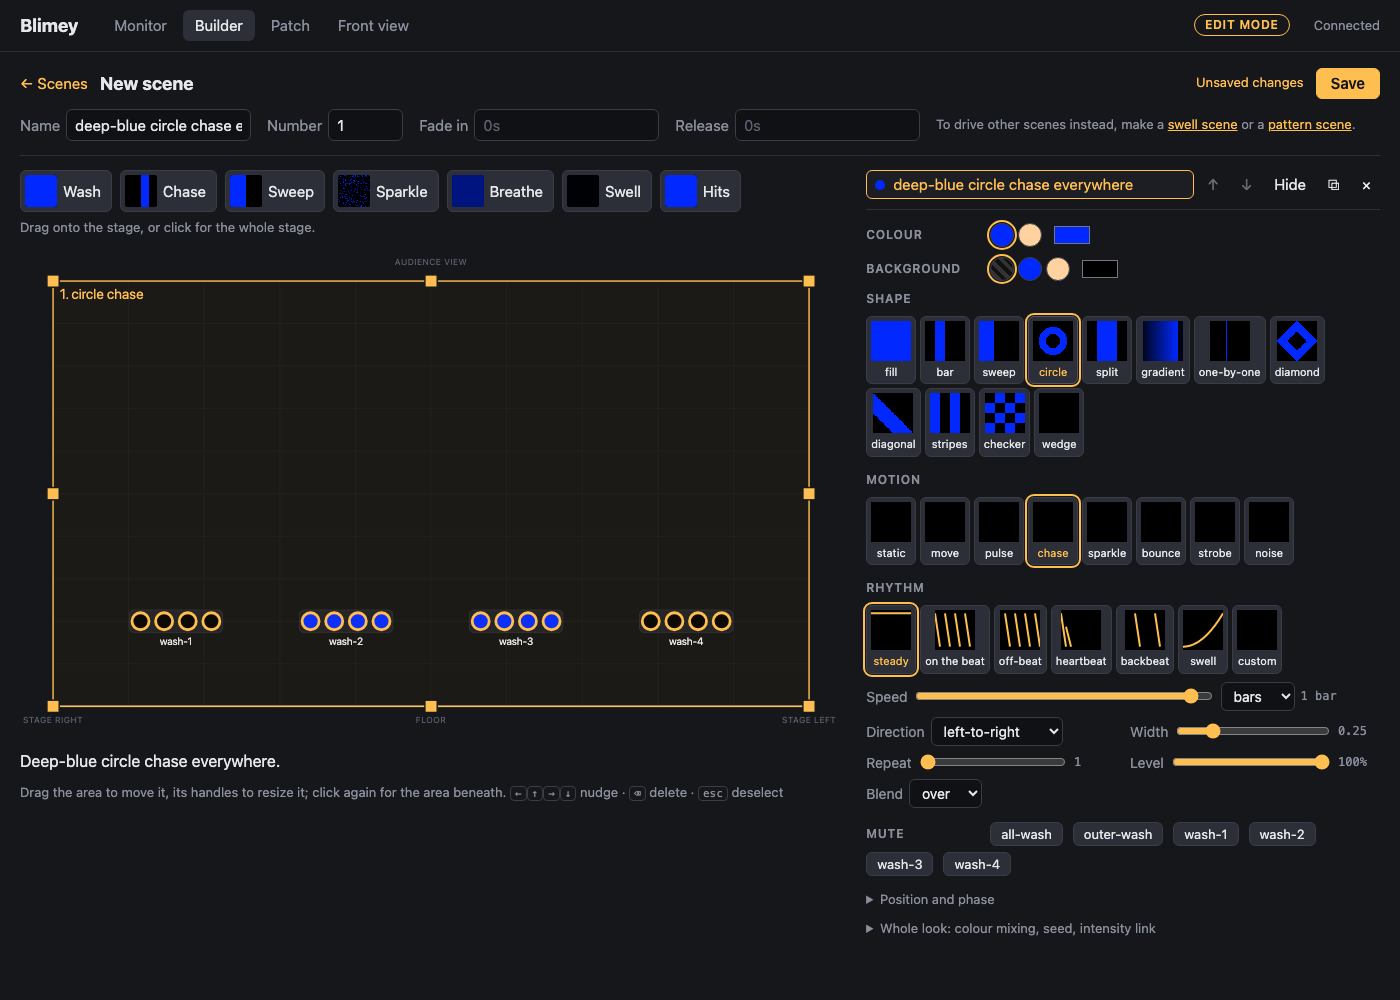 Blimey Monitor Builder Patch Front view EDIT MODE Connected
← Scenes New scene Unsaved changes Save
Name deep-blue circle chase e Number 1 Fade in 0s Release 0s To drive other scenes instead, make a swell scene or a pattern scene.
Wash Chase Sweep Sparkle Breathe Swell Hits
Drag onto the stage, or click for the whole stage.
AUDIENCE VIEW
1. circle chase
wash-1 wash-2 wash-3 wash-4
STAGE RIGHT FLOOR STAGE LEFT
Deep-blue circle chase everywhere.
Drag the area to move it, its handles to resize it; click again for the area beneath. ← ↑ → ↓ nudge · ⌫ delete · esc deselect
deep-blue circle chase everywhere ↑ ↓ Hide ×
COLOUR
BACKGROUND
SHAPE
fill bar sweep circle split gradient one-by-one diamond
diagonal stripes checker wedge
MOTION
static move pulse chase sparkle bounce strobe noise
RHYTHM
steady on the beat off-beat heartbeat backbeat swell custom
Speed bars 1 bar
Direction left-to-right Width 0.25
Repeat 1 Level 100%
Blend over
MUTE all-wash outer-wash wash-1 wash-2
wash-3 wash-4
▶ Position and phase
▶ Whole look: colour mixing, seed, intensity link